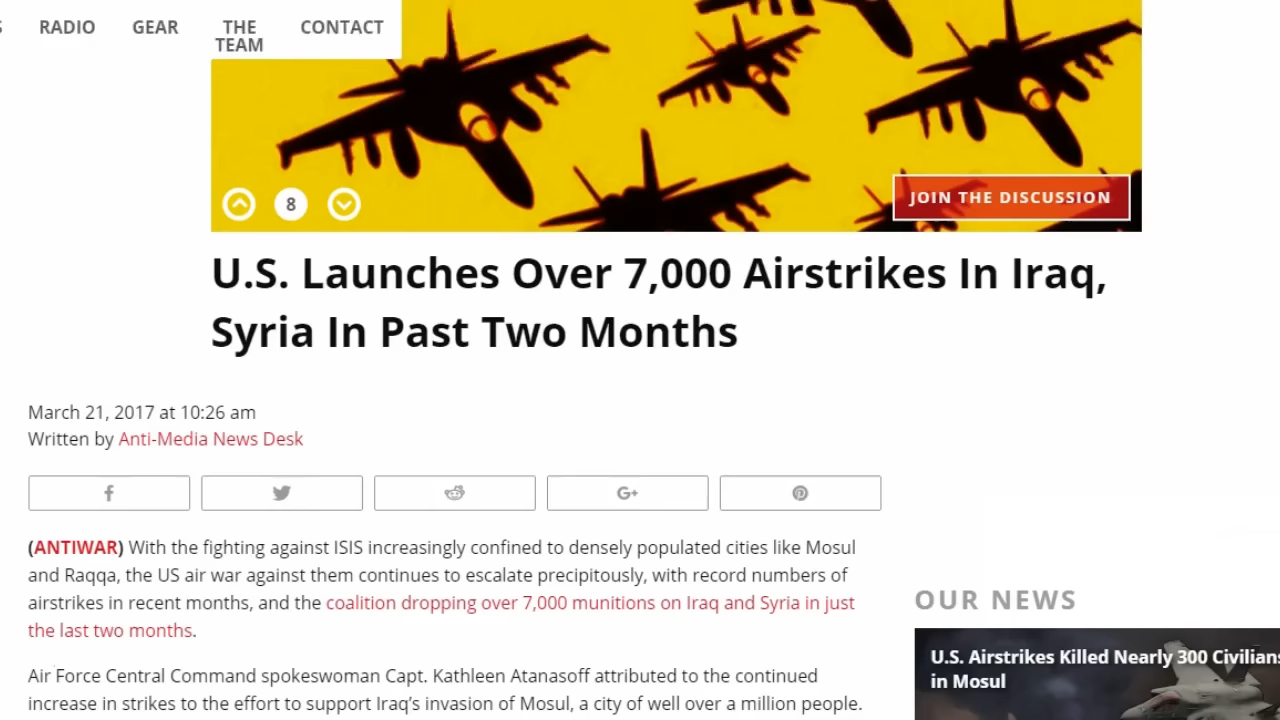 S RADIO GEAR THE TEAM CONTACT
8
JOIN THE DISCUSSION
U.S. Launches Over 7,000 Airstrikes In Iraq,
Syria In Past Two Months
March 21, 2017 at 10:26 am
Written by Anti-Media News Desk
(ANTIWAR) With the fighting against ISIS increasingly confined to densely populated cities like Mosul
and Raqqa, the US air war against them continues to escalate precipitously, with record numbers of
airstrikes in recent months, and the coalition dropping over 7,000 munitions on Iraq and Syria in just
the last two months.
Air Force Central Command spokeswoman Capt. Kathleen Atanasoff attributed to the continued
increase in strikes to the effort to support Iraq's invasion of Mosul, a city of well over a million people.
OUR NEWS
U.S. Airstrikes Killed Nearly 300 Civilians
in Mosul